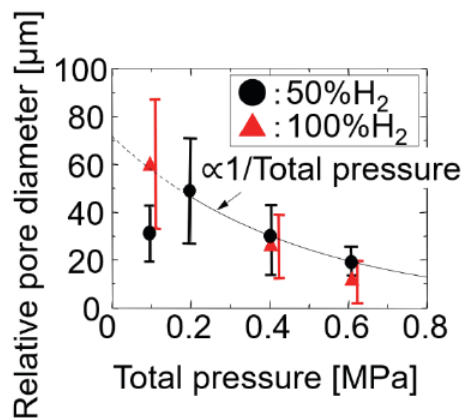 Relative pore diameter [μm]
100
80
60
40
20
0
●:50%H₂
▲:100%H₂
∝1/Total pressure
0 0.2 0.4 0.6 0.8
Total pressure [MPa]